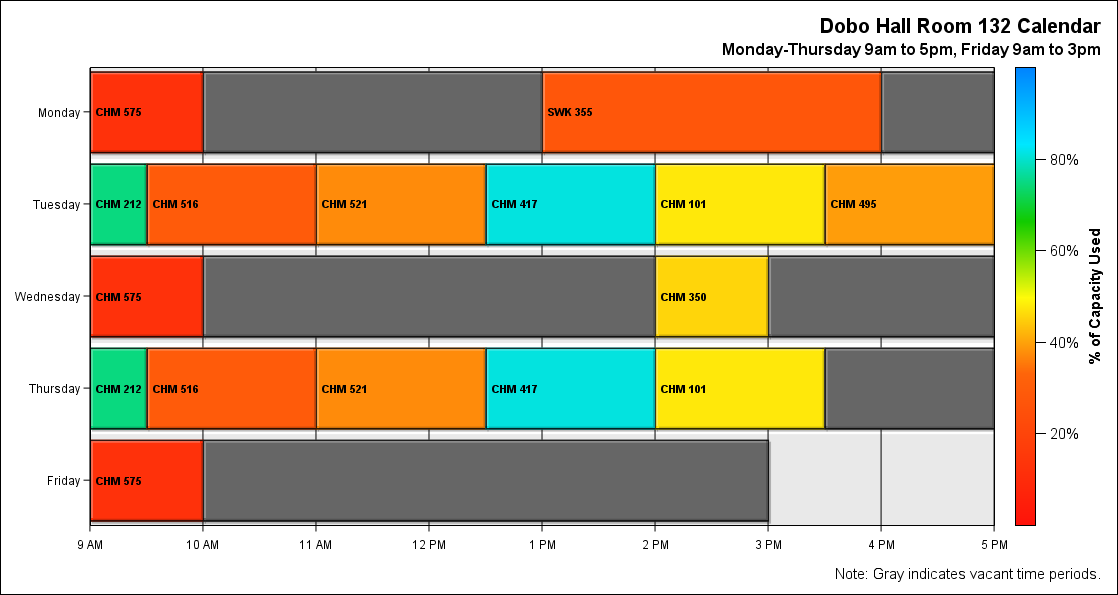 Dobo Hall Room 132 Calendar
Monday-Thursday 9am to 5pm, Friday 9am to 3pm
Monday CHM 575 SWK 355
Tuesday CHM 212 CHM 516 CHM 521 CHM 417 CHM 101 CHM 495
Wednesday CHM 575 CHM 350
Thursday CHM 212 CHM 516 CHM 521 CHM 417 CHM 101
Friday CHM 575
9 AM 10 AM 11 AM 12 PM 1 PM 2 PM 3 PM 4 PM 5 PM
80%
60%
40%
20%
% of Capacity Used
Note: Gray indicates vacant time periods.